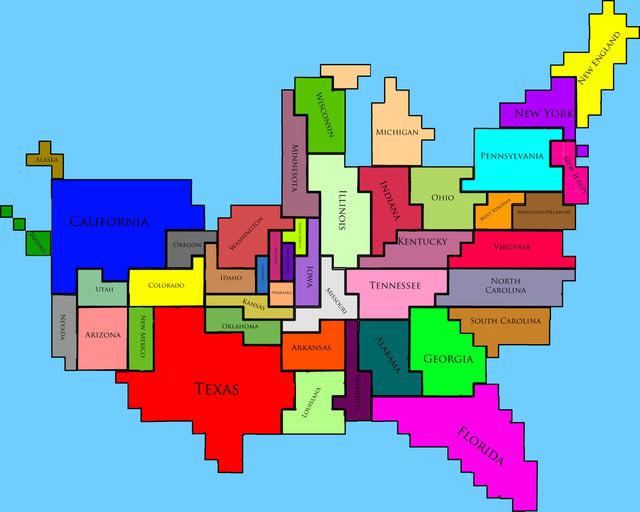 New England
Wisconsin
New York
Michigan
Minnesota
Pennsylvania
Alaska
New Jersey
Illinois
Indiana
Ohio
West Virginia
Maryland-Delaware
California
Washington
Hawaii
Oregon
Kentucky
Virginia
Idaho
Iowa
Utah
Colorado
Nebraska
Missouri
Tennessee
North
Carolina
Kansas
Nevada
Arizona
New Mexico
Oklahoma
South Carolina
Arkansas
Alabama
Georgia
Texas
Louisiana
Mississippi
Florida